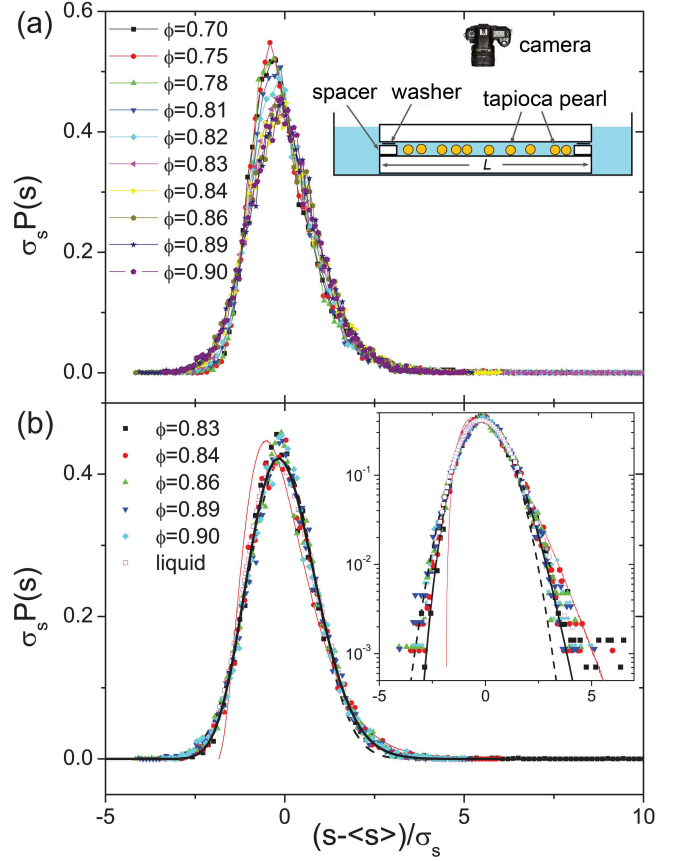 (a)
0.6
0.4
0.2
0.0
σsP(s)
ϕ=0.70
ϕ=0.75
ϕ=0.78
ϕ=0.81
ϕ=0.82
ϕ=0.83
ϕ=0.84
ϕ=0.86
ϕ=0.89
ϕ=0.90
camera
spacer
washer
tapioca pearl
L
(b)
0.4
0.2
0.0
σsP(s)
ϕ=0.83
ϕ=0.84
ϕ=0.86
ϕ=0.89
ϕ=0.90
liquid
10-1
10-2
10-3
-5 0 5
-5 0 5 10
(s-<s>)/σs